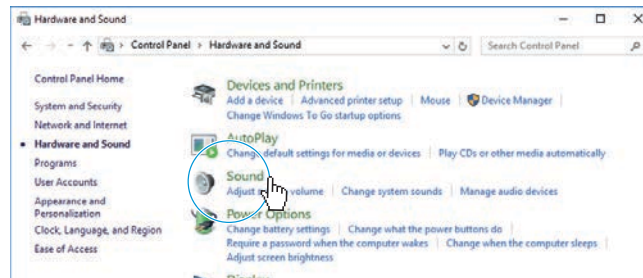 Hardware and Sound
Control Panel > Hardware and Sound
Search Control Panel
Control Panel Home
System and Security
Network and Internet
Hardware and Sound
Programs
User Accounts
Appearance and
Personalization
Clock, Language, and Region
Ease of Access
Devices and Printers
Add a device | Advanced printer setup | Mouse | Device Manager |
Change Windows To Go startup options
AutoPlay
Change default settings for media or devices | Play CDs or other media automatically
Sound
Adjust volume | Change system sounds | Manage audio devices
Power Options
Change battery settings | Change what the power buttons do |
Require a password when the computer wakes | Change when the computer sleeps |
Adjust screen brightness